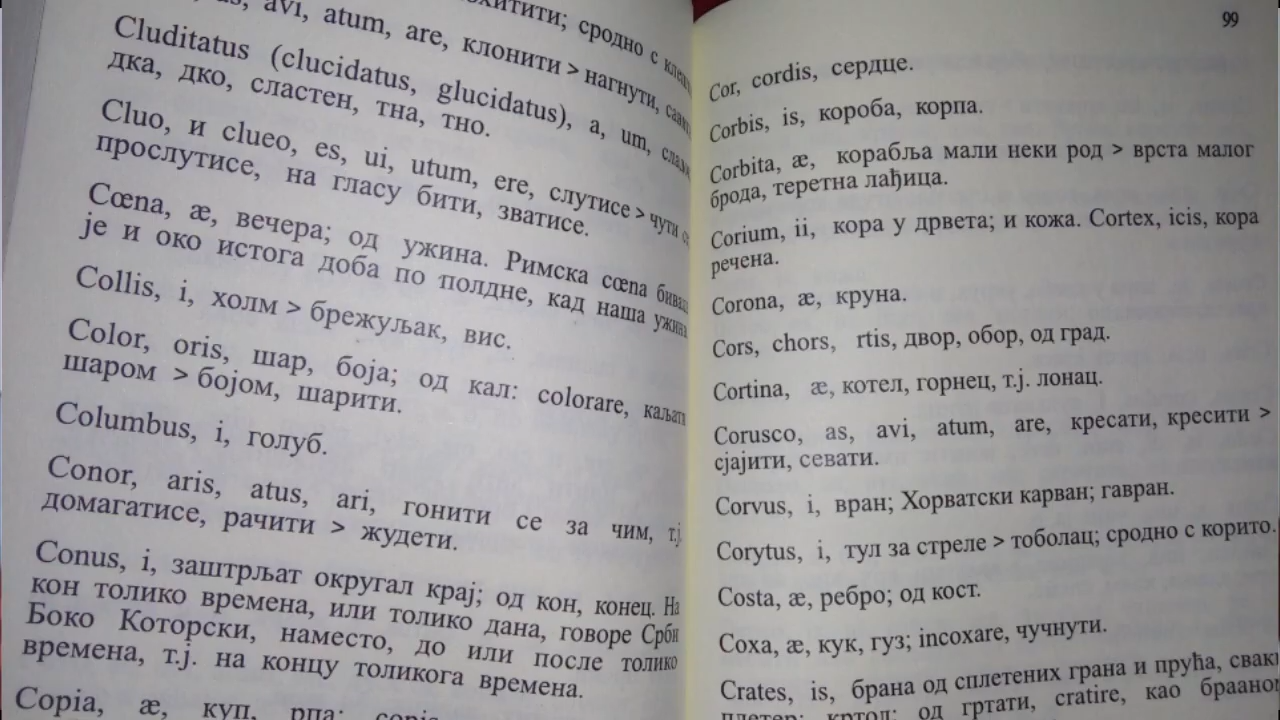 avi, atum, are, клонити > нагнути,
Cluditatus (clucidatus, glucidatus), a, um,
дка, дко, сластен, тна, тно.
Cluo, и clueo, es, ui, utum, ere, слутисе > чути
прослутисе, на гласу бити, зватисе.
Cœna, æ, вечера; од ужина. Римска cœna
је и око истога доба по полдне, кад наша ужина
Collis, i, холм > брежуљак, вис.
Color, oris, шар, боја; од кал: colorare, каљати
шаром > бојом, шарити.
Columbus, i, голуб.
Conor, aris, atus, ari, гонити се за чим, т.ј.
домагатисе, рачити > жудети.
Conus, i, заштрљат округал крај; од кон, конец. На
кон толико времена, или толико дана, говоре Срби
Боко Которски, наместо, до или после толико
времена, т.ј. на концу толикога времена.
Copia, æ, куп,
99
Cor, cordis, сердце.
Corbis, is, короба, корпа.
Corbita, æ, корабља мали неки род > врста малог
брода, теретна лађица.
Corium, ii, кора у дрвета; и кожа. Cortex, icis, кора
речена.
Corona, æ, круна.
Cors, chors, rtis, двор, обор, од град.
Cortina, æ, котел, горнец, т.ј. лонац.
Corusco, as, avi, atum, are, кресати, кресити >
сјајити, севати.
Corvus, i, вран; Хорватски карван; гавран.
Corytus, i, тул за стреле > тоболац; сродно с корито.
Costa, æ, ребро; од кост.
Coxa, æ, кук, гуз; incoxare, чучнути.
Crates, is, брана од сплетених грана и прућа,
плетер; кртол; од гртати, cratire, као